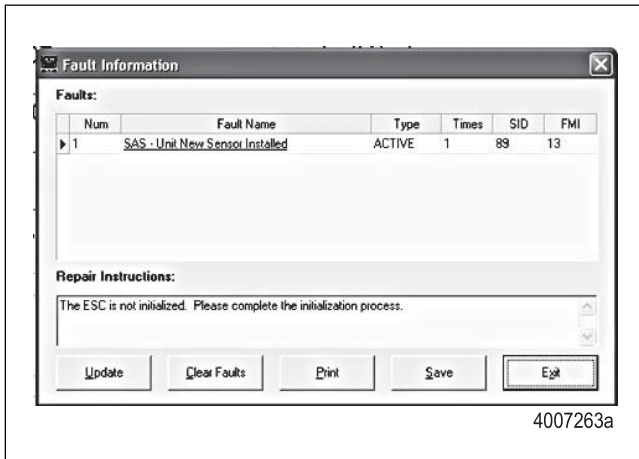 Fault Information
Faults:
Num Fault Name Type Times SID FMI
1 SAS - Unit New Sensor Installed ACTIVE 1 89 13
Repair Instructions:
The ESC is not initialized. Please complete the initialization process.
Update Clear Faults Print Save Exit
4007263a